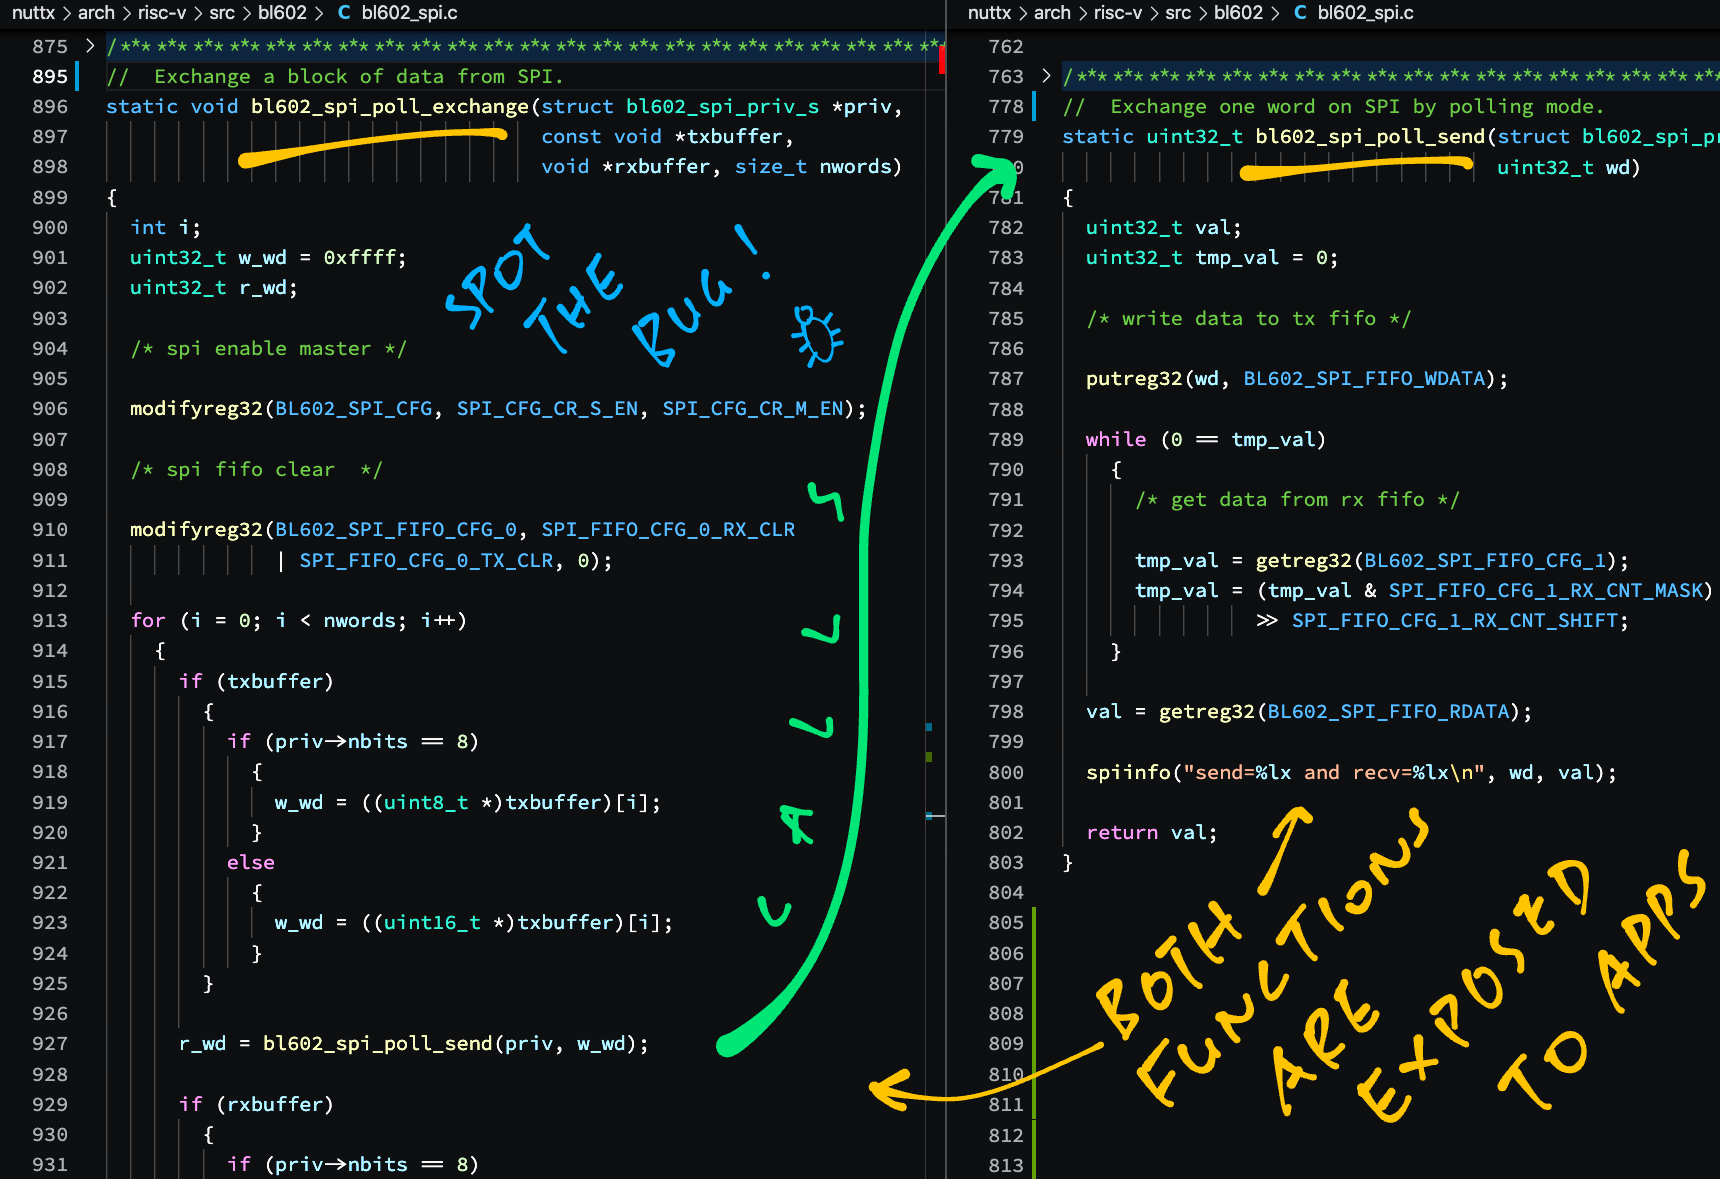 nuttx > arch > risc-v > src > bl602 > C bl602_spi.c
875 > /*** *** *** *** *** *** *** *** *** *** *** *** *** *** *** *** *** *** *** *** *** *** ***
895 // Exchange a block of data from SPI.
896 static void bl602_spi_poll_exchange(struct bl602_spi_priv_s *priv,
897 const void *txbuffer,
898 void *rxbuffer, size_t nwords)
899 {
900 int i;
901 uint32_t w_wd = 0xffff;
902 uint32_t r_wd;
903
904 /* spi enable master */
905
906 modifyreg32(BL602_SPI_CFG, SPI_CFG_CR_S_EN, SPI_CFG_CR_M_EN);
907
908 /* spi fifo clear  */
909
910 modifyreg32(BL602_SPI_FIFO_CFG_0, SPI_FIFO_CFG_0_RX_CLR
911 | SPI_FIFO_CFG_0_TX_CLR, 0);
912
913 for (i = 0; i < nwords; i++)
914 {
915 if (txbuffer)
916 {
917 if (priv->nbits == 8)
918 {
919 w_wd = ((uint8_t *)txbuffer)[i];
920 }
921 else
922 {
923 w_wd = ((uint16_t *)txbuffer)[i];
924 }
925 }
926
927 r_wd = bl602_spi_poll_send(priv, w_wd);
928
929 if (rxbuffer)
930 {
931 if (priv->nbits == 8)
SPOT
THE
BUG!
CALLS
nuttx > arch > risc-v > src > bl602 > C bl602_spi.c
762
763 > /*** *** *** *** *** *** *** *** *** *** *** *** *** *** *** *** *** ***
778 // Exchange one word on SPI by polling mode.
779 static uint32_t bl602_spi_poll_send(struct bl602_spi_pr
0 uint32_t wd)
781 {
782 uint32_t val;
783 uint32_t tmp_val = 0;
784
785 /* write data to tx fifo */
786
787 putreg32(wd, BL602_SPI_FIFO_WDATA);
788
789 while (0 == tmp_val)
790 {
791 /* get data from rx fifo */
792
793 tmp_val = getreg32(BL602_SPI_FIFO_CFG_1);
794 tmp_val = (tmp_val & SPI_FIFO_CFG_1_RX_CNT_MASK)
795 >> SPI_FIFO_CFG_1_RX_CNT_SHIFT;
796 }
797
798 val = getreg32(BL602_SPI_FIFO_RDATA);
799
800 spiinfo("send=%lx and recv=%lx\n", wd, val);
801
802 return val;
803 }
804
805
806
807
808
809
810
811
812
813
BOTH
FUNCTIONS
ARE
EXPOSED
TO APPS